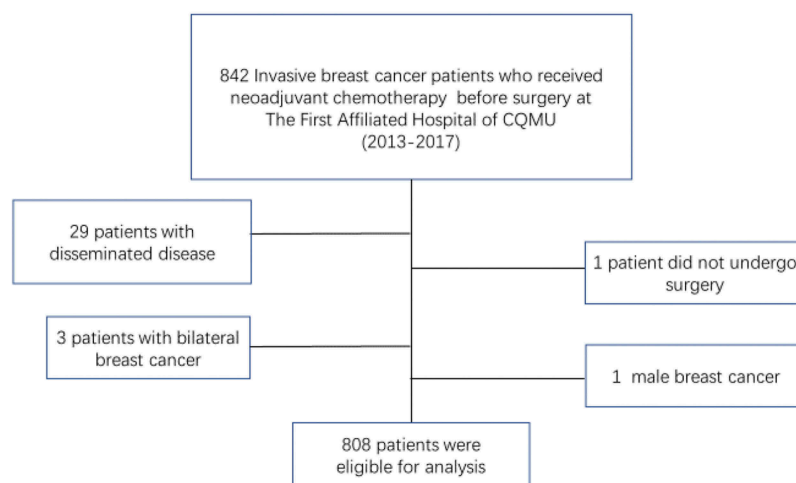 842 Invasive breast cancer patients who received
neoadjuvant chemotherapy before surgery at
The First Affiliated Hospital of CQMU
(2013-2017)
29 patients with
disseminated disease
1 patient did not undergo
surgery
3 patients with bilateral
breast cancer
1 male breast cancer
808 patients were
eligible for analysis